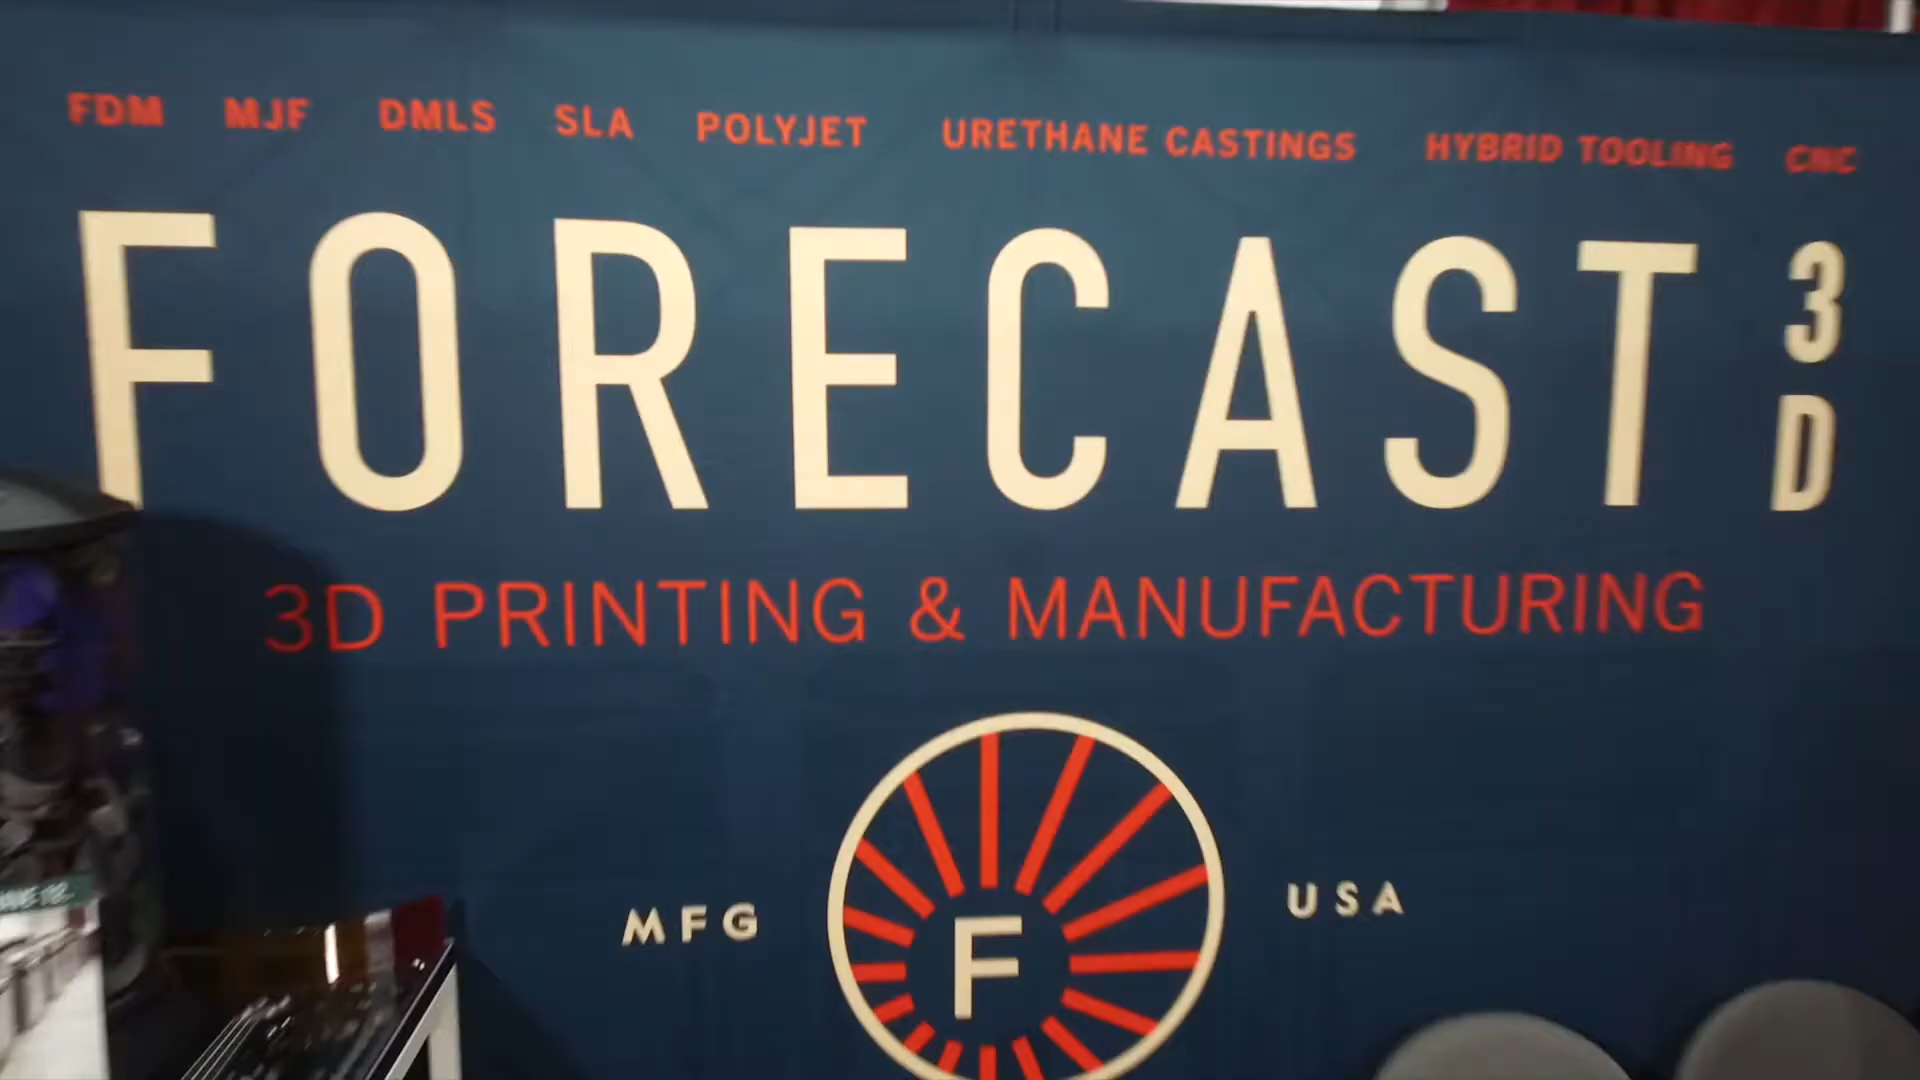 FDM MJF DMLS SLA POLYJET URETHANE CASTINGS HYBRID TOOLING CNC
FORECAST 3D
3D PRINTING & MANUFACTURING
MFG F USA